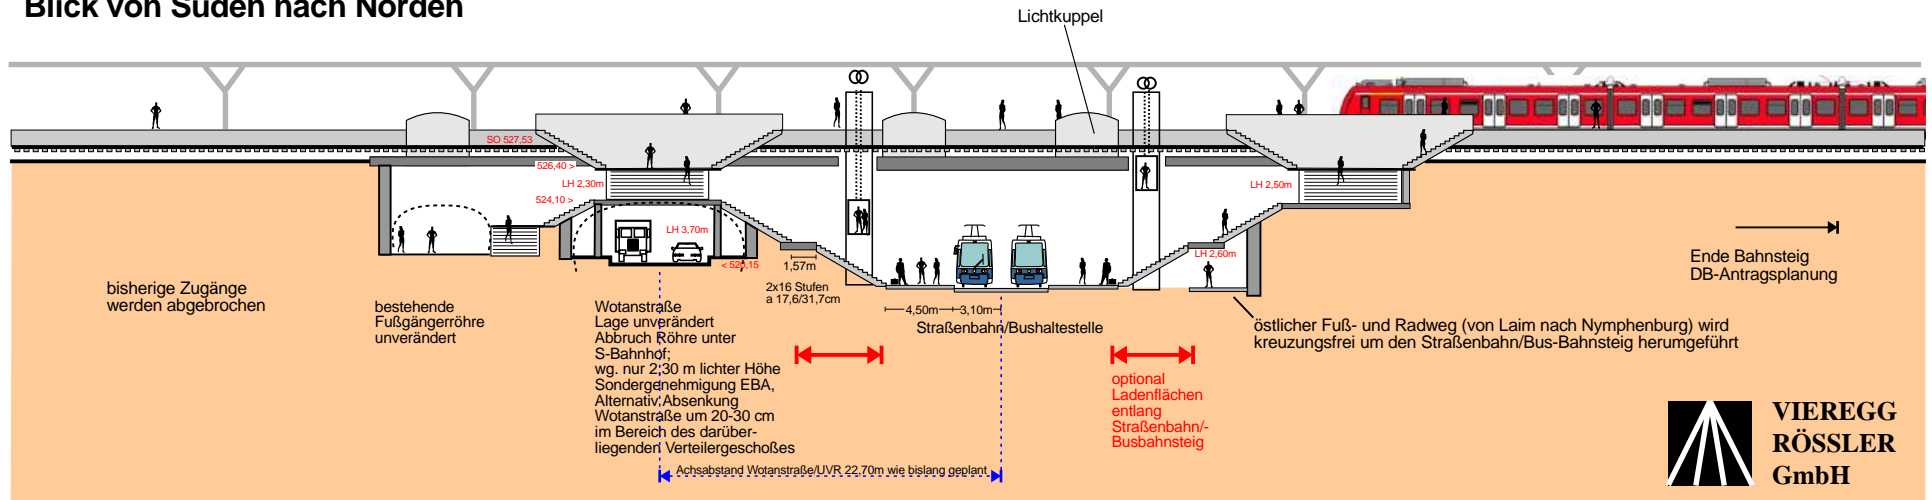 Blick von Süden nach Norden
Lichtkuppel
SO 527,53
526,40 >
LH 2,30m
524,10 >
LH 3,70m
LH 2,50m
LH 2,60m
1,57m
2x16 Stufen
a 17,6/31,7cm
4,50m
3,10m
Straßenbahn/Bushaltestelle
bisherige Zugänge
werden abgebrochen
bestehende
Fußgängerröhre
unverändert
Wotanstraße
Lage unverändert
Abbruch Röhre unter
S-Bahnhof;
wg. nur 2,30 m lichter Höhe
Sondergenehmigung EBA,
Alternativ Absenkung
Wotanstraße um 20-30 cm
im Bereich des darüber-
liegenden Verteilergeschoßes
Achsabstand Wotanstraße/UVR 22,70m wie bislang geplant
optional
Ladenflächen
entlang
Straßenbahn/-
Busbahnsteig
östlicher Fuß- und Radweg (von Laim nach Nymphenburg) wird
kreuzungsfrei um den Straßenbahn/Bus-Bahnsteig herumgeführt
Ende Bahnsteig
DB-Antragsplanung
VIEREGG
RÖSSLER
GmbH